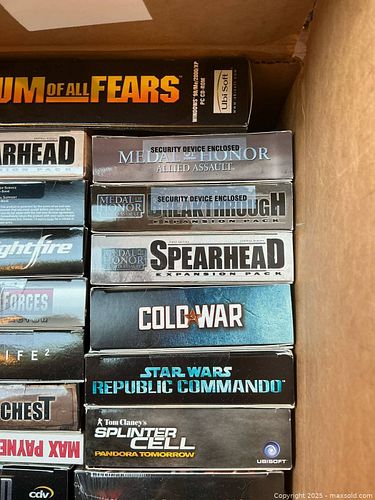 UM OF ALL FEARS
WINDOWS 98/Me/2000/XP
PC CD-ROM
Ubi Soft
ARHEAD
ION PACK
ghtfire
FORCES
IFE²
CHEST
MAX PAYNE
cdv
SECURITY DEVICE ENCLOSED
MEDAL OF HONOR
ALLIED ASSAULT
MEDAL OF HONOR
SECURITY DEVICE ENCLOSED
BREAKTHROUGH
EXPANSION PACK
MEDAL OF HONOR
SPEARHEAD
EXPANSION PACK
COLD WAR
STAR WARS
REPUBLIC COMMANDO
Tom Clancy's
SPLINTER
CELL
PANDORA TOMORROW
UBISOFT
Copyright 2025 - maxsold.com